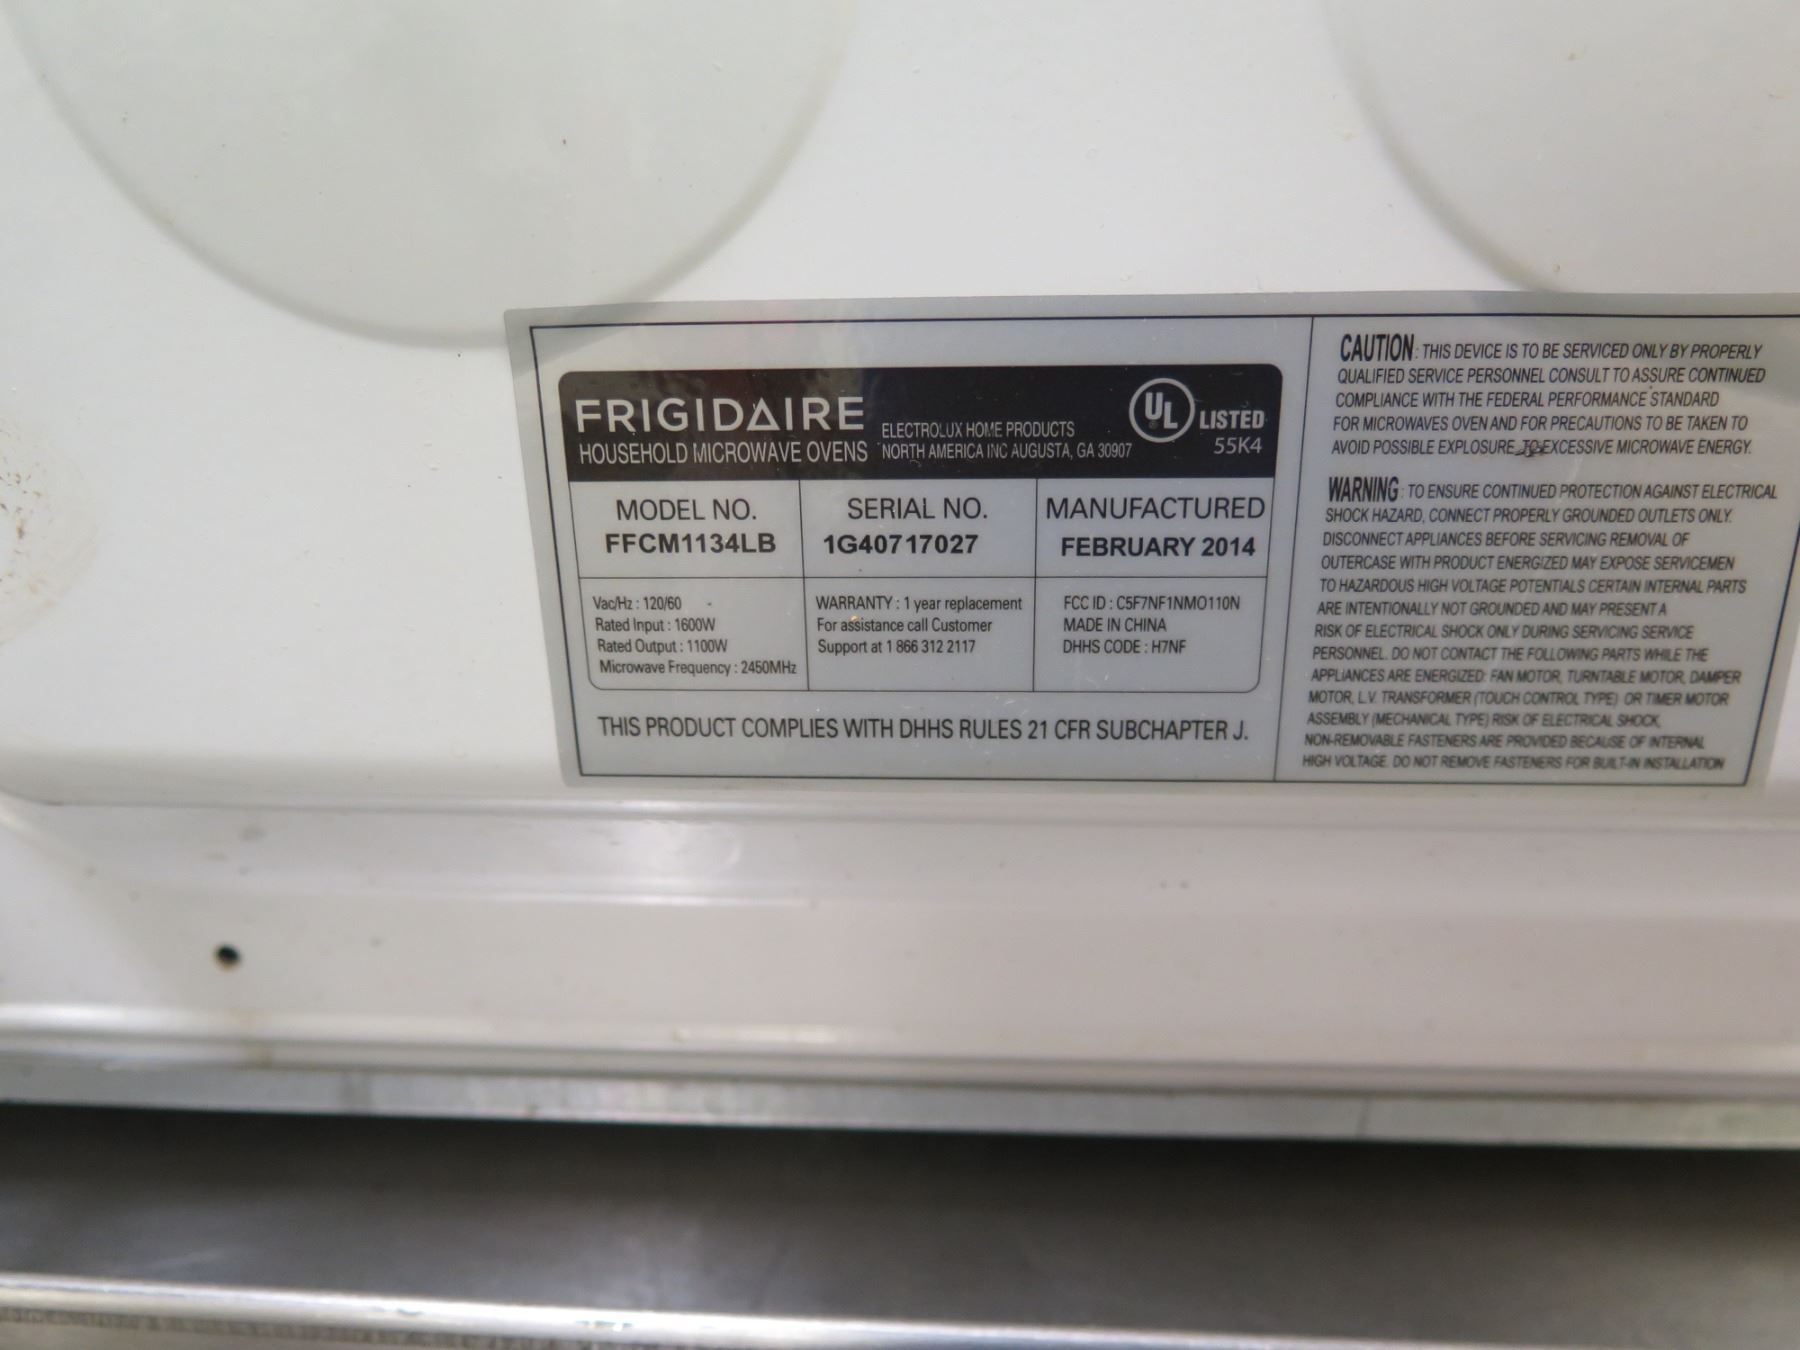 FRIGIDAIRE
HOUSEHOLD MICROWAVE OVENS
ELECTROLUX HOME PRODUCTS
NORTH AMERICA INC AUGUSTA, GA 30907
UL ® LISTED
55K4
MODEL NO.
FFCM1134LB
SERIAL NO.
1G40717027
MANUFACTURED
FEBRUARY 2014
Vac/Hz : 120/60
Rated Input : 1600W
Rated Output : 1100W
Microwave Frequency : 2450MHz
WARRANTY : 1 year replacement
For assistance call Customer
Support at 1 866 312 2117
FCC ID : C5F7NF1NMO110N
MADE IN CHINA
DHHS CODE : H7NF
THIS PRODUCT COMPLIES WITH DHHS RULES 21 CFR SUBCHAPTER J.
CAUTION : THIS DEVICE IS TO BE SERVICED ONLY BY PROPERLY
QUALIFIED SERVICE PERSONNEL CONSULT TO ASSURE CONTINUED
COMPLIANCE WITH THE FEDERAL PERFORMANCE STANDARD
FOR MICROWAVES OVEN AND FOR PRECAUTIONS TO BE TAKEN TO
AVOID POSSIBLE EXPLOSURE TO EXCESSIVE MICROWAVE ENERGY.
WARNING : TO ENSURE CONTINUED PROTECTION AGAINST ELECTRICAL
SHOCK HAZARD, CONNECT PROPERLY GROUNDED OUTLETS ONLY.
DISCONNECT APPLIANCES BEFORE SERVICING REMOVAL OF
OUTERCASE WITH PRODUCT ENERGIZED MAY EXPOSE SERVICEMEN
TO HAZARDOUS HIGH VOLTAGE POTENTIALS CERTAIN INTERNAL PARTS
ARE INTENTIONALLY NOT GROUNDED AND MAY PRESENT A
RISK OF ELECTRICAL SHOCK ONLY DURING SERVICING SERVICE
PERSONNEL. DO NOT CONTACT THE FOLLOWING PARTS WHILE THE
APPLIANCES ARE ENERGIZED: FAN MOTOR, TURNTABLE MOTOR, DAMPER
MOTOR, L.V. TRANSFORMER (TOUCH CONTROL TYPE) OR TIMER MOTOR
ASSEMBLY (MECHANICAL TYPE) RISK OF ELECTRICAL SHOCK,
NON-REMOVABLE FASTENERS ARE PROVIDED BECAUSE OF INTERNAL
HIGH VOLTAGE. DO NOT REMOVE FASTENERS FOR BUILT-IN INSTALLATION